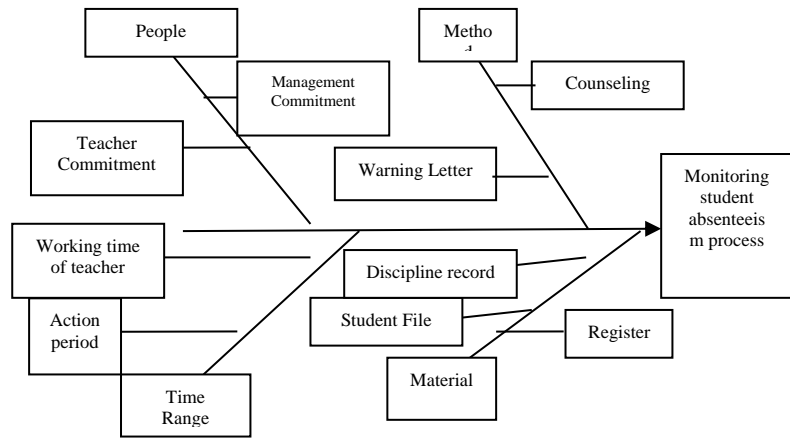 People
Metho
d
Management
Commitment
Counseling
Teacher
Commitment
Warning Letter
Monitoring
student
absenteeis
m process
Working time
of teacher
Discipline record
Action
period
Student File
Register
Material
Time
Range